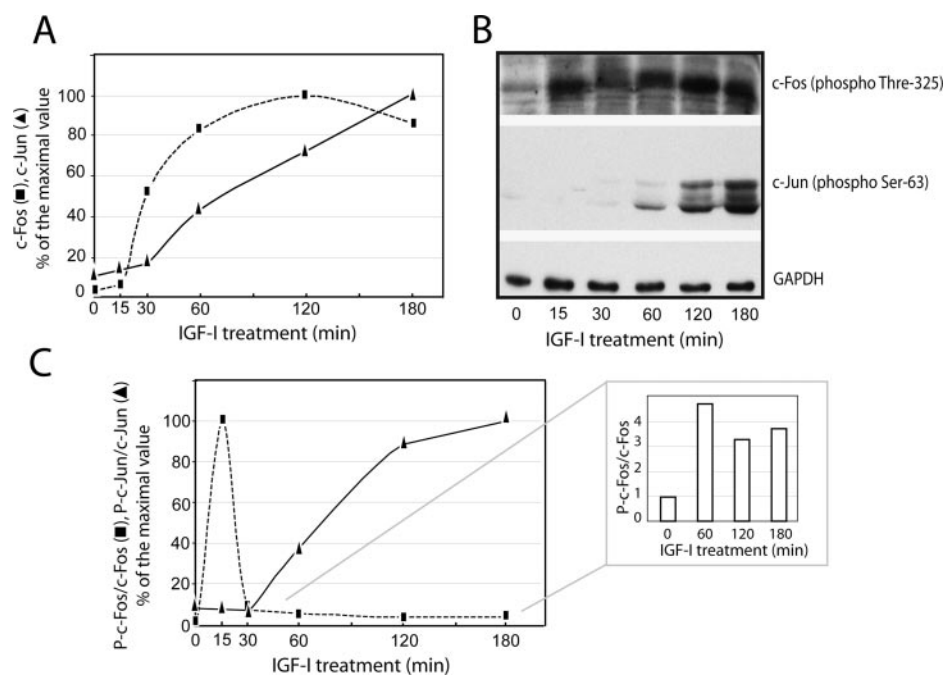 A
c-Fos (■), c-Jun (▲)
% of the maximal value
100
80
60
40
20
0
0 15 30 60 120 180
IGF-I treatment (min)
B
c-Fos (phospho Thre-325)
c-Jun (phospho Ser-63)
GAPDH
0 15 30 60 120 180
IGF-I treatment (min)
C
P-c-Fos/c-Fos (■), P-c-Jun/c-Jun (▲)
% of the maximal value
100
80
60
40
20
0
0 15 30 60 120 180
IGF-I treatment (min)
P-c-Fos/c-Fos
4
3
2
1
0
0 60 120 180
IGF-I treatment (min)